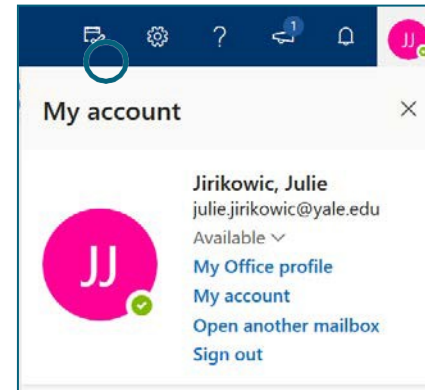 ? 1 JJ
My account
Jirikowic, Julie
julie.jirikowic@yale.edu
Available
JJ
My Office profile
My account
Open another mailbox
Sign out